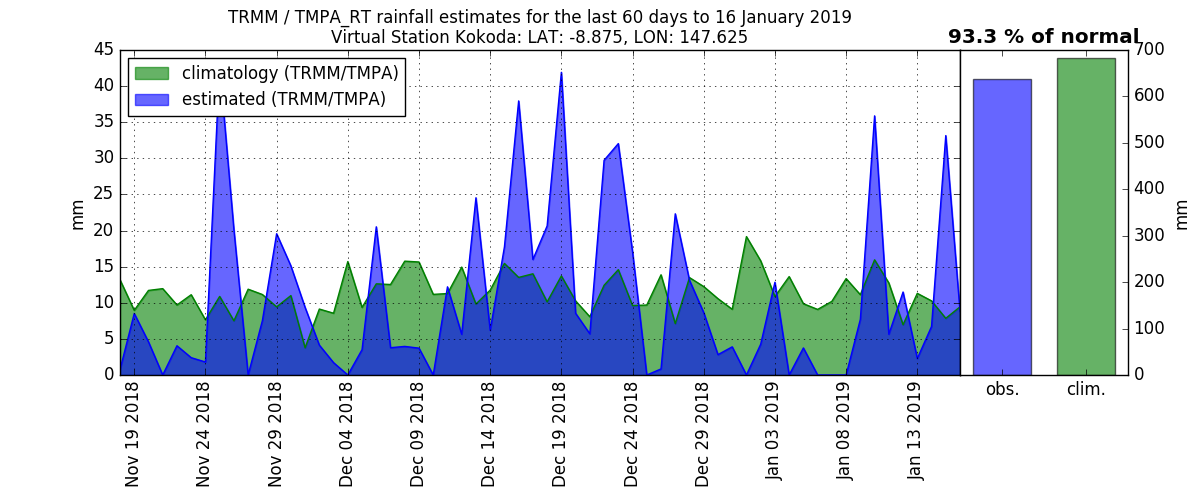 TRMM / TMPA_RT rainfall estimates for the last 60 days to 16 January 2019
Virtual Station Kokoda: LAT: -8.875, LON: 147.625
93.3 % of normal
climatology (TRMM/TMPA)
estimated (TRMM/TMPA)
45
40
35
30
25
20
15
10
5
0
mm
700
600
500
400
300
200
100
0
mm
Nov 19 2018
Nov 24 2018
Nov 29 2018
Dec 04 2018
Dec 09 2018
Dec 14 2018
Dec 19 2018
Dec 24 2018
Dec 29 2018
Jan 03 2019
Jan 08 2019
Jan 13 2019
obs.
clim.